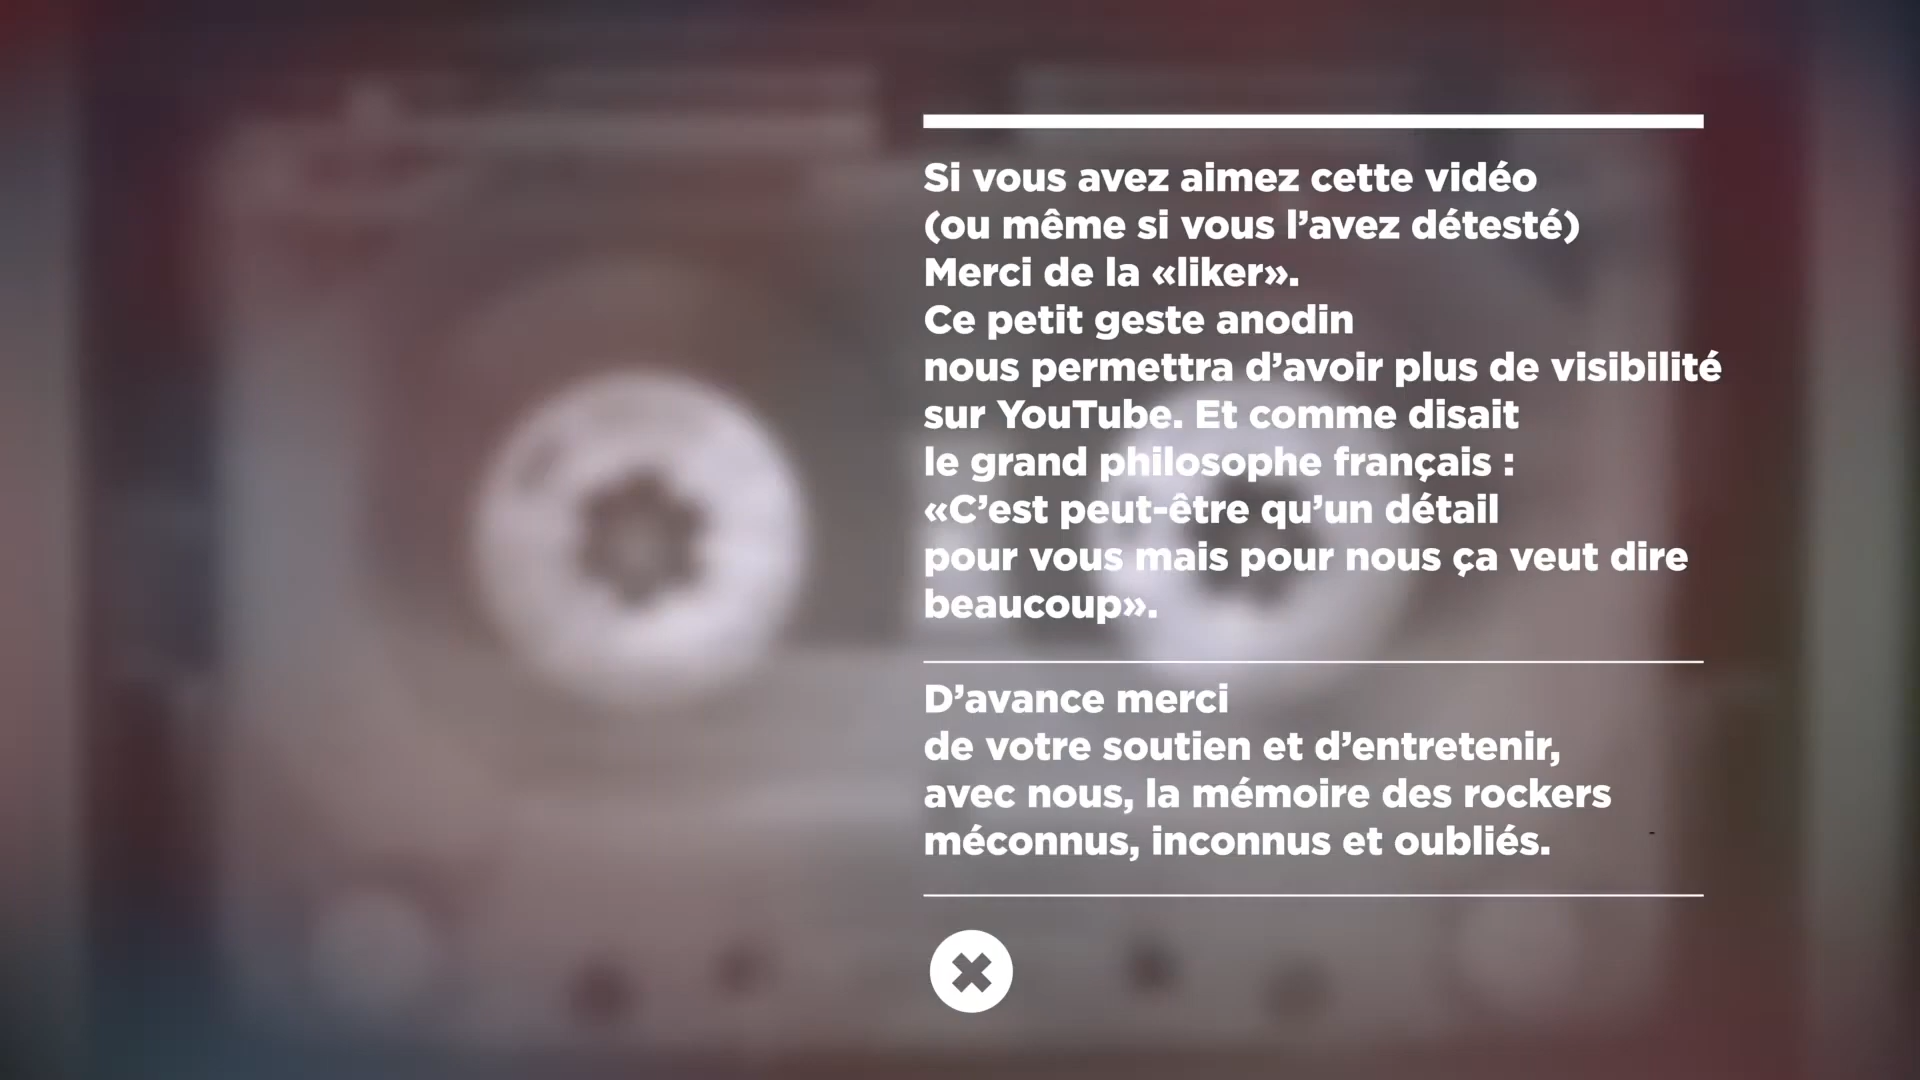 Si vous avez aimez cette vidéo
(ou même si vous l’avez détesté)
Merci de la «liker».
Ce petit geste anodin
nous permettra d’avoir plus de visibilité
sur YouTube. Et comme disait
le grand philosophe français :
«C’est peut-être qu’un détail
pour vous mais pour nous ça veut dire
beaucoup».
D’avance merci
de votre soutien et d’entretenir,
avec nous, la mémoire des rockers
méconnus, inconnus et oubliés.